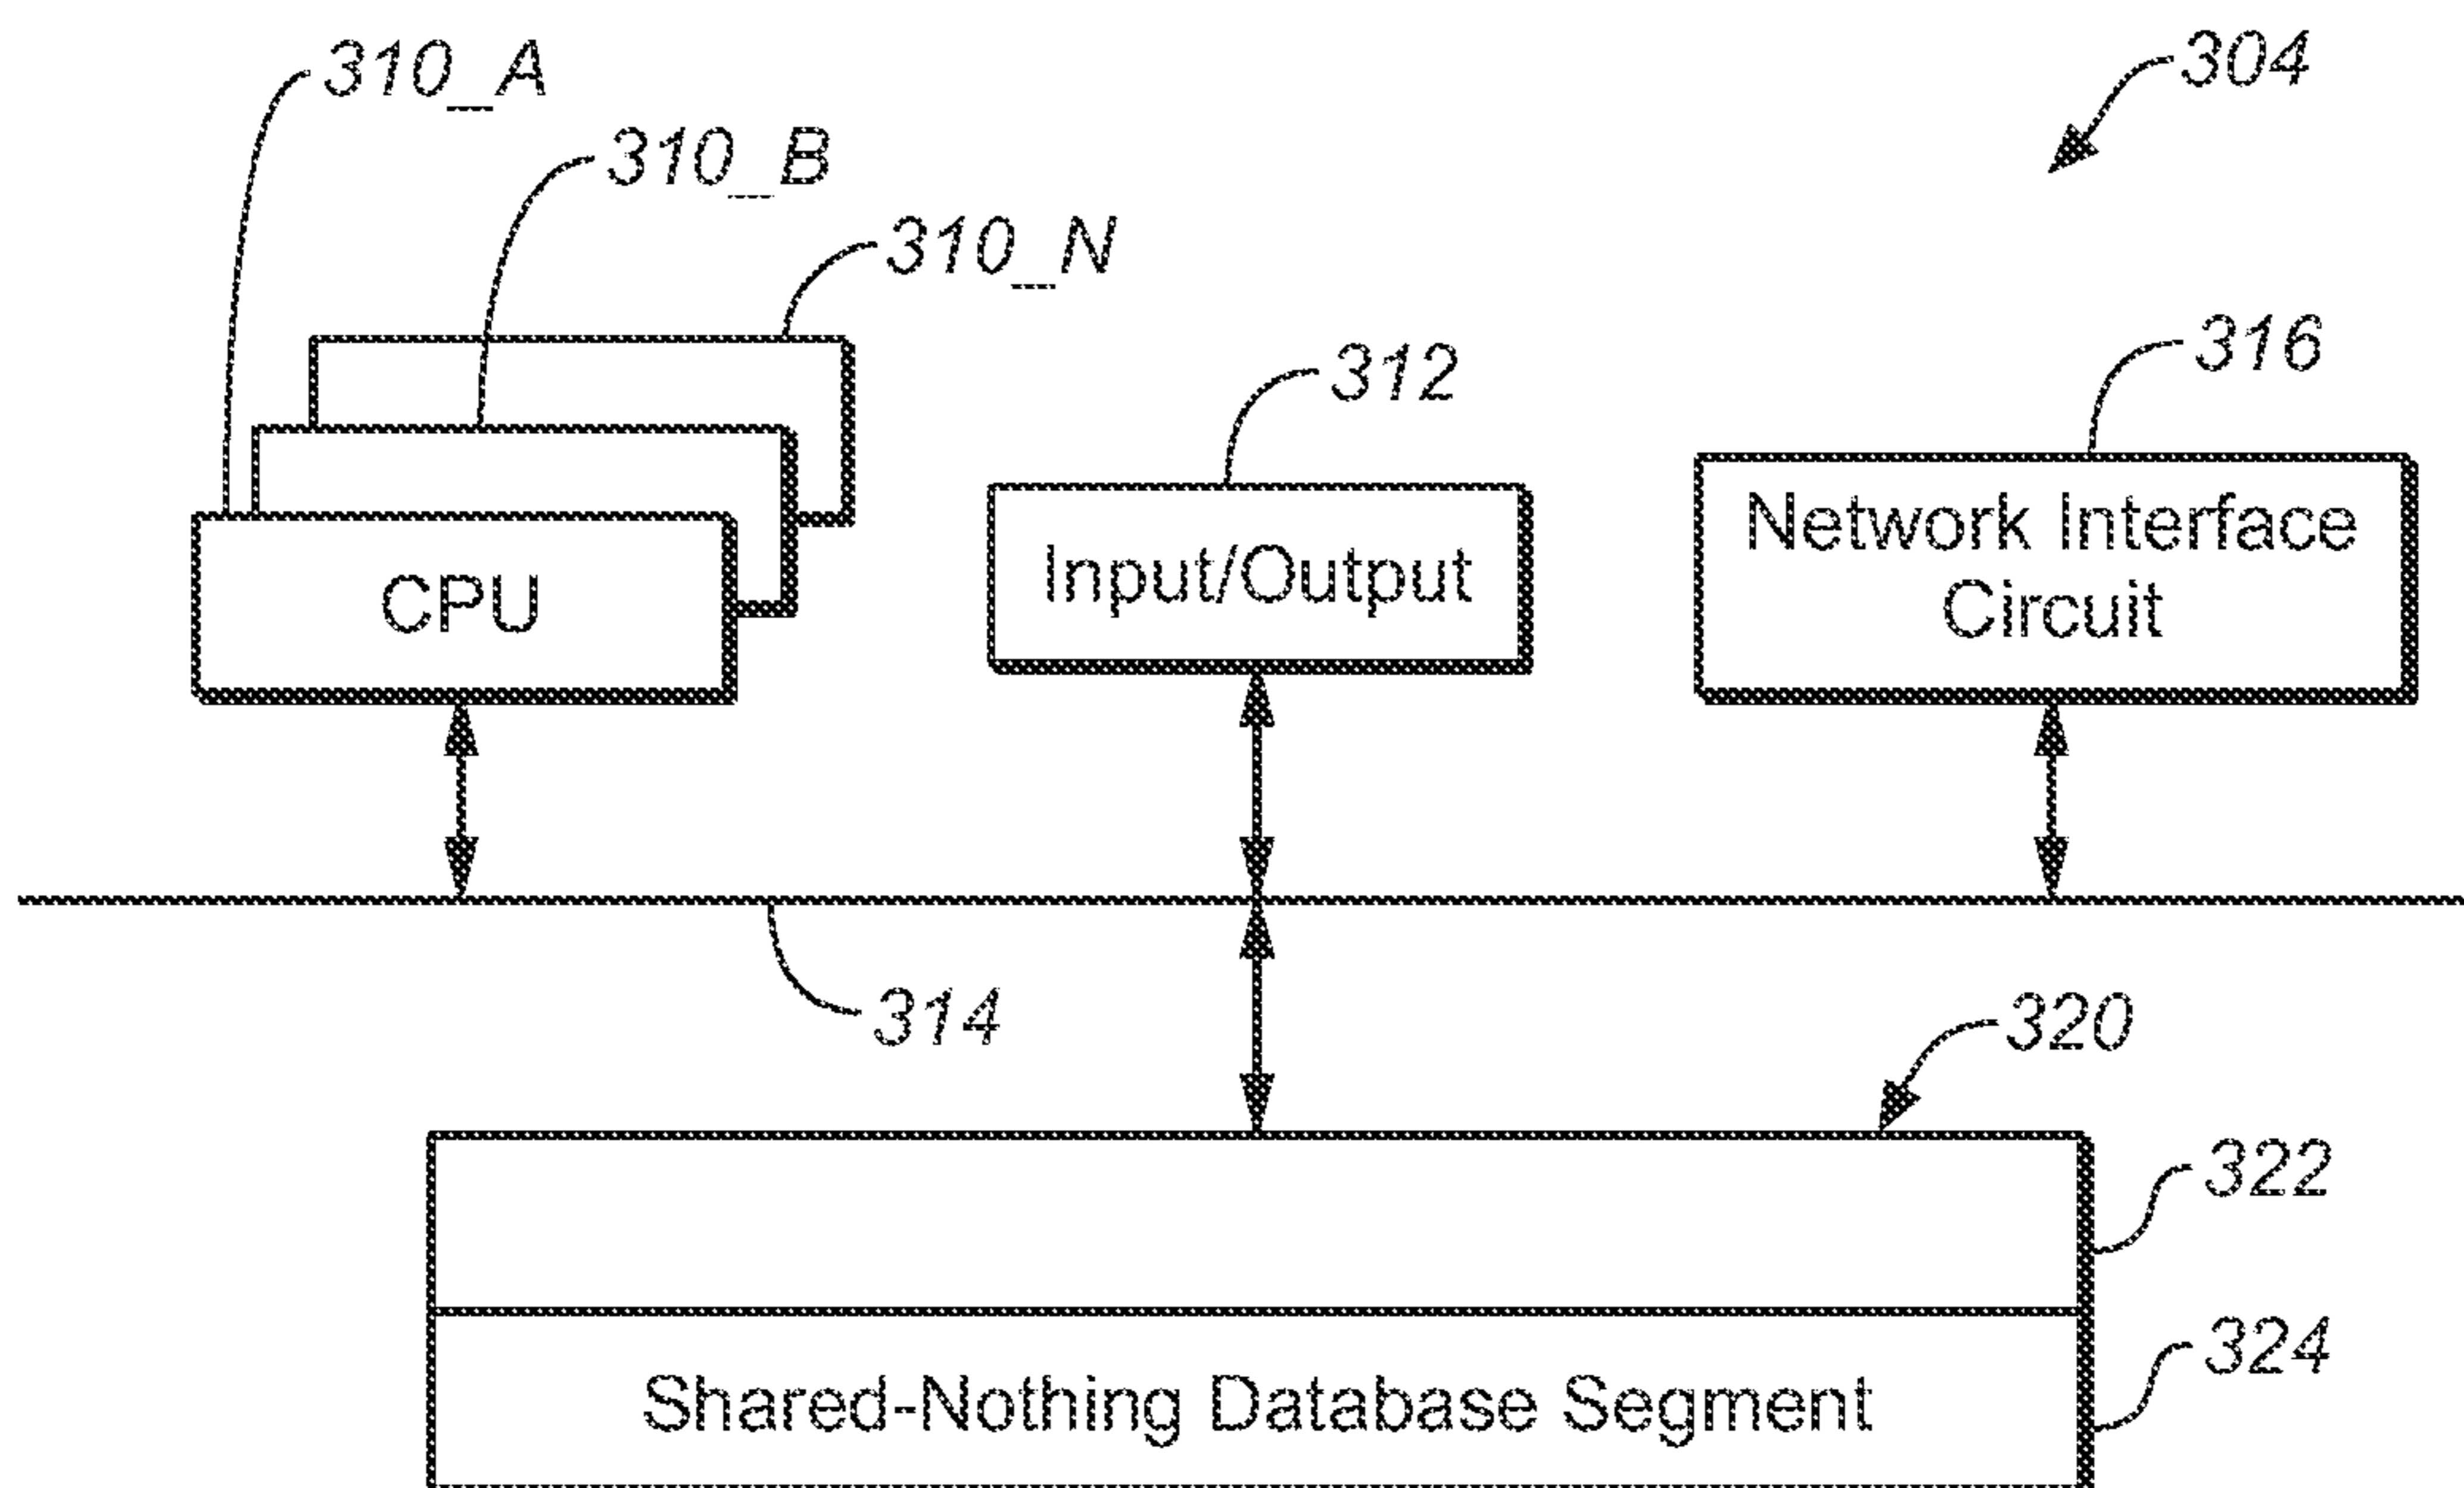 310_A
304
310_B
310_N
316
312
Network Interface
Circuit
Input/Output
CPU
314
320
322
324
Shared-Nothing Database Segment